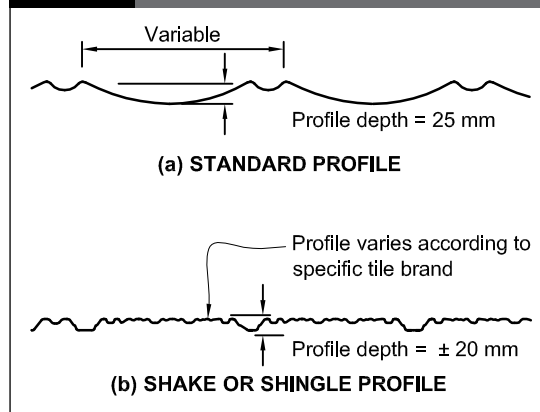 Variable
Profile depth = 25 mm
(a) STANDARD PROFILE
Profile varies according to
specific tile brand
Profile depth = ± 20 mm
(b) SHAKE OR SHINGLE PROFILE